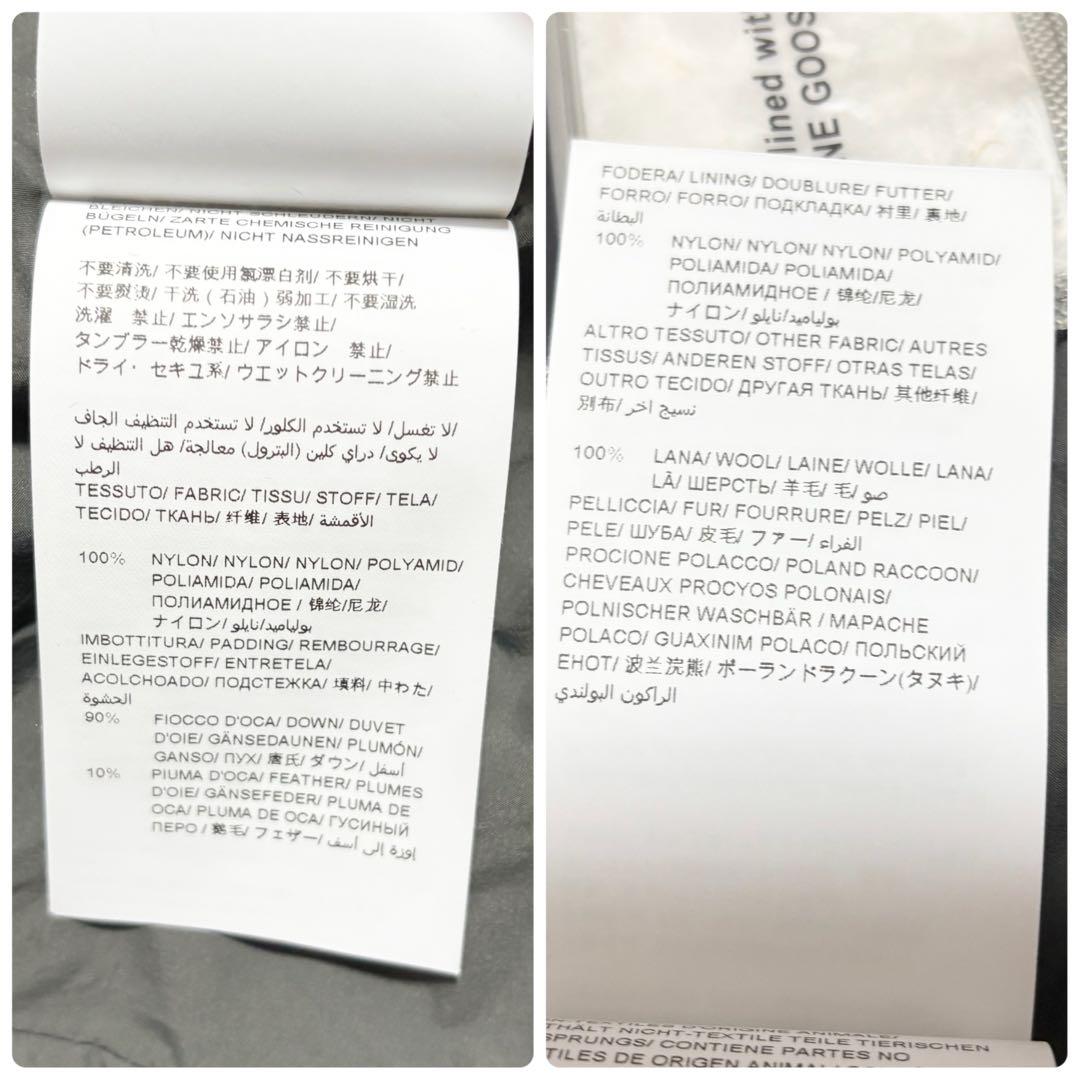 BLEICHEN/ NICHT SCHLEUDERN/ NICHT
BÜGELN/ ZARTE CHEMISCHE REINIGUNG
(PETROLEUM)/ NICHT NASSREINIGEN
不要清洗/ 不要使用氯漂白剂/ 不要烘干/
不要熨烫/ 干洗 ( 石油 ) 弱加工/ 不要湿洗
洗濯　禁止/ エンソサラシ禁止/
タンブラー乾燥禁止/ アイロン　禁止/
ドライ・ セキユ系/ ウエットクリーニング禁止
/لا تغسل/ لا تستخدم الكلور/ لا تستخدم التنظيف الجاف
لا يكوى/ دراي كلين (البترول) معالجة/ هل التنظيف لا
الرطب
TESSUTO/ FABRIC/ TISSU/ STOFF/ TELA/
TECIDO/ ТКАНЬ/ 纤维/ 表地/ الأقمشة
100% NYLON/ NYLON/ NYLON/ POLYAMID/
POLIAMIDA/ POLIAMIDA/
ПОЛИАМИДНОЕ / 锦纶/尼龙/
ナイロン/ بولياميد/نايلو
IMBOTTITURA/ PADDING/ REMBOURRAGE/
EINLEGESTOFF/ ENTRETELA/
ACOLCHOADO/ ПОДСТЕЖКА/ 填料/ 中わた/
الحشوة
90% FIOCCO D'OCA/ DOWN/ DUVET
D'OIE/ GÄNSEDAUNEN/ PLUMÓN/
GANSO/ ПУХ/ 唐氏/ ダウン/ أسفل
10% PIUMA D'OCA/ FEATHER/ PLUMES
D'OIE/ GÄNSEFEDER/ PLUMA DE
OCA/ PLUMA DE OCA/ ГУСИНЫЙ
ПЕРО / 鹅毛/ フェザー/ اوزة إلى أسف
lined wit
NE GOOS
FODERA/ LINING/ DOUBLURE/ FUTTER/
FORRO/ FORRO/ ПОДКЛАДКА/ 衬里/ 裏地/
البطانة
100% NYLON/ NYLON/ NYLON/ POLYAMID/
POLIAMIDA/ POLIAMIDA/
ПОЛИАМИДНОЕ / 锦纶/尼龙/
ナイロン/ بولياميد/نايلو
ALTRO TESSUTO/ OTHER FABRIC/ AUTRES
TISSUS/ ANDEREN STOFF/ OTRAS TELAS/
OUTRO TECIDO/ ДРУГАЯ ТКАНЬ/ 其他纤维/
別布/ نسيج اخر
100% LANA/ WOOL/ LAINE/ WOLLE/ LANA/
LÃ/ ШЕРСТЬ/ 羊毛/ 毛/ صو
PELLICCIA/ FUR/ FOURRURE/ PELZ/ PIEL/
PELE/ ШУБА/ 皮毛/ ファー/ الفراء
PROCIONE POLACCO/ POLAND RACCOON/
CHEVEAUX PROCYOS POLONAIS/
POLNISCHER WASCHBÄR / MAPACHE
POLACO/ GUAXINIM POLACO/ ПОЛЬСКИЙ
ЕНОТ/ 波兰浣熊/ ポーランドラクーン(タヌキ)/
الراكون البولندي
THÄLT NICHT-TEXTILE TEILE TIERISCHEN
SPRUNGS/ CONTIENE PARTES NO
TILES DE ORIGEN ANIMAL